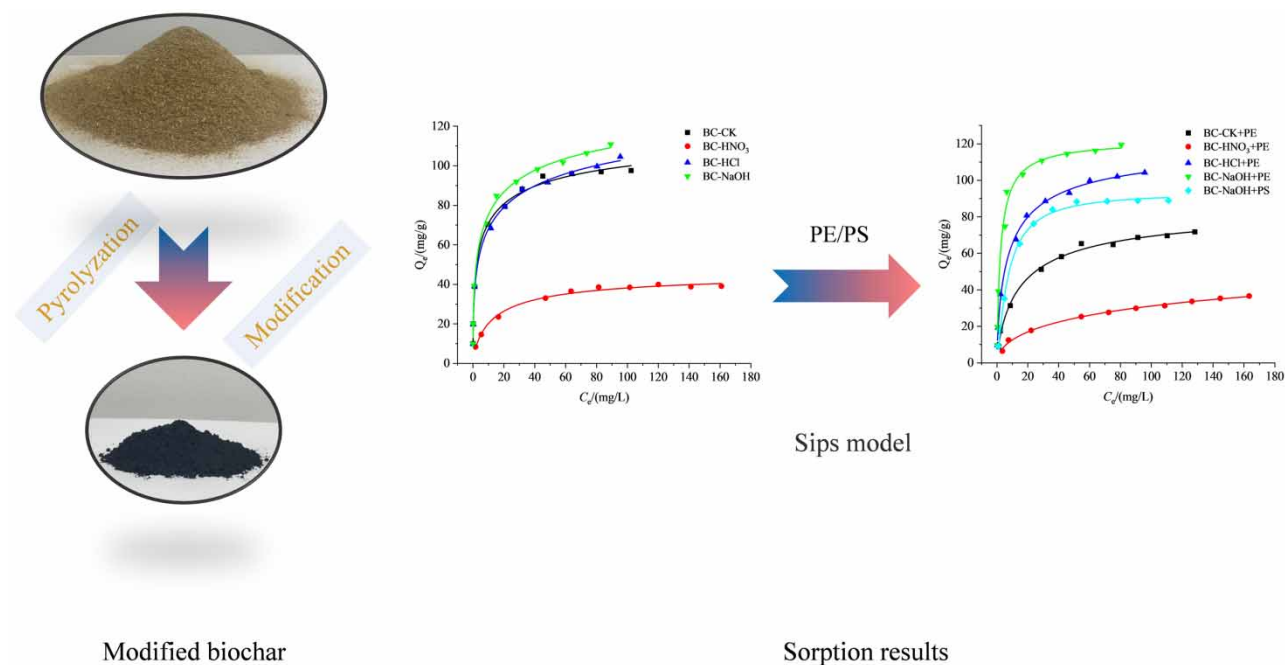 Pyrolyzation
Modification
Modified biochar
120
100
80
60
40
20
0
Qe/(mg/g)
BC-CK
BC-HNO₃
BC-HCl
BC-NaOH
0 20 40 60 80 100 120 140 160 180
Ce/(mg/L)
PE/PS
120
100
80
60
40
20
0
Qe/(mg/g)
BC-CK+PE
BC-HNO₃+PE
BC-HCl+PE
BC-NaOH+PE
BC-NaOH+PS
0 20 40 60 80 100 120 140 160 180
Ce/(mg/L)
Sips model
Sorption results